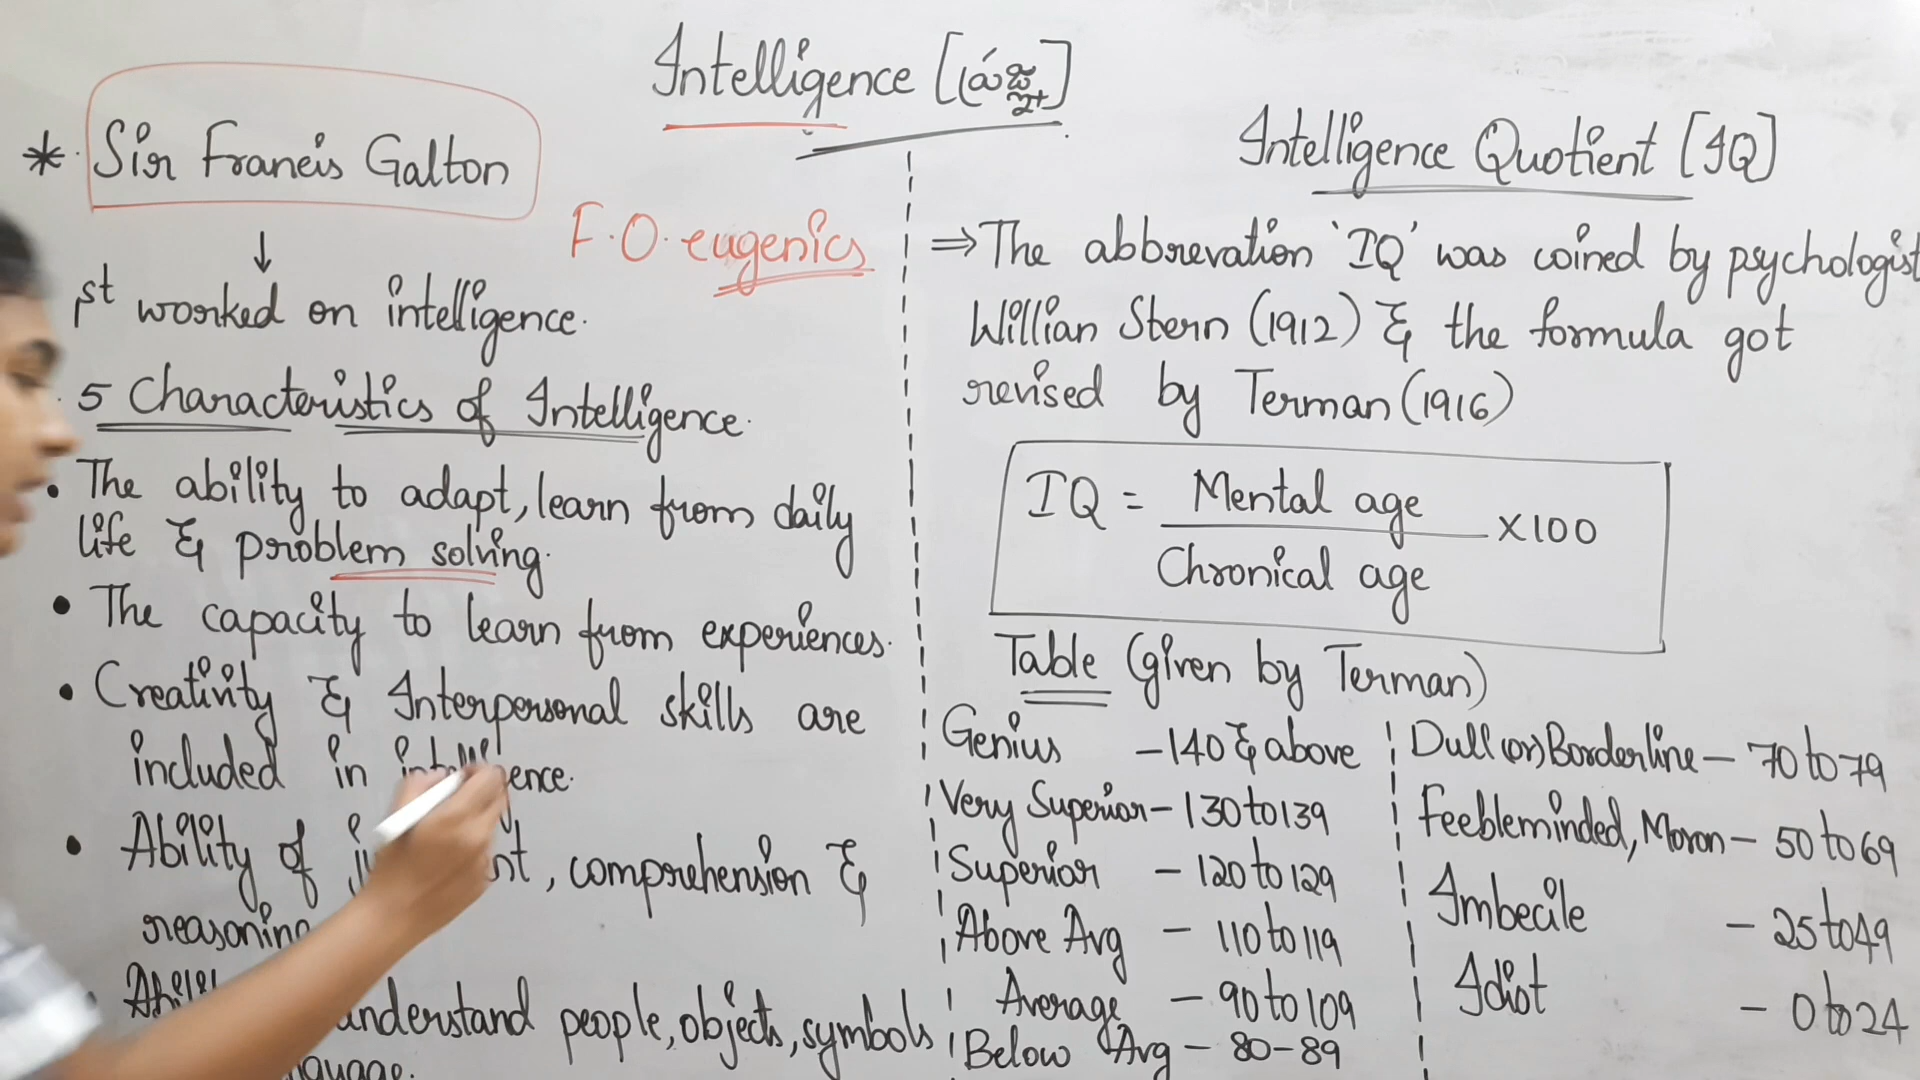 Intelligence
* Sir Francis Galton
F.O. eugenics
1st worked on intelligence.
5 Characteristics of Intelligence.
• The ability to adapt, learn from daily
life & problem solving.
• The capacity to learn from experiences.
• Creativity & Interpersonal skills are
included in intelligence.
• Ability of comprehension &
reasoning
understand people, objects, symbols
Intelligence Quotient [IQ]
⇒ The abbrevation 'IQ' was coined by psychologist
Willian Stern (1912) & the formula got
revised by Terman (1916)
IQ = Mental age
Chronical age
×100
Table (given by Terman)
Genius - 140 & above
Very Superior - 130 to 139
Superior - 120 to 129
Above Avg - 110 to 119
Average - 90 to 109
Below Avg - 80-89
Dull (or) Borderline - 70 to 79
Feebleminded, Moron - 50 to 69
Imbecile - 25 to 49
Idiot - 0 to 24